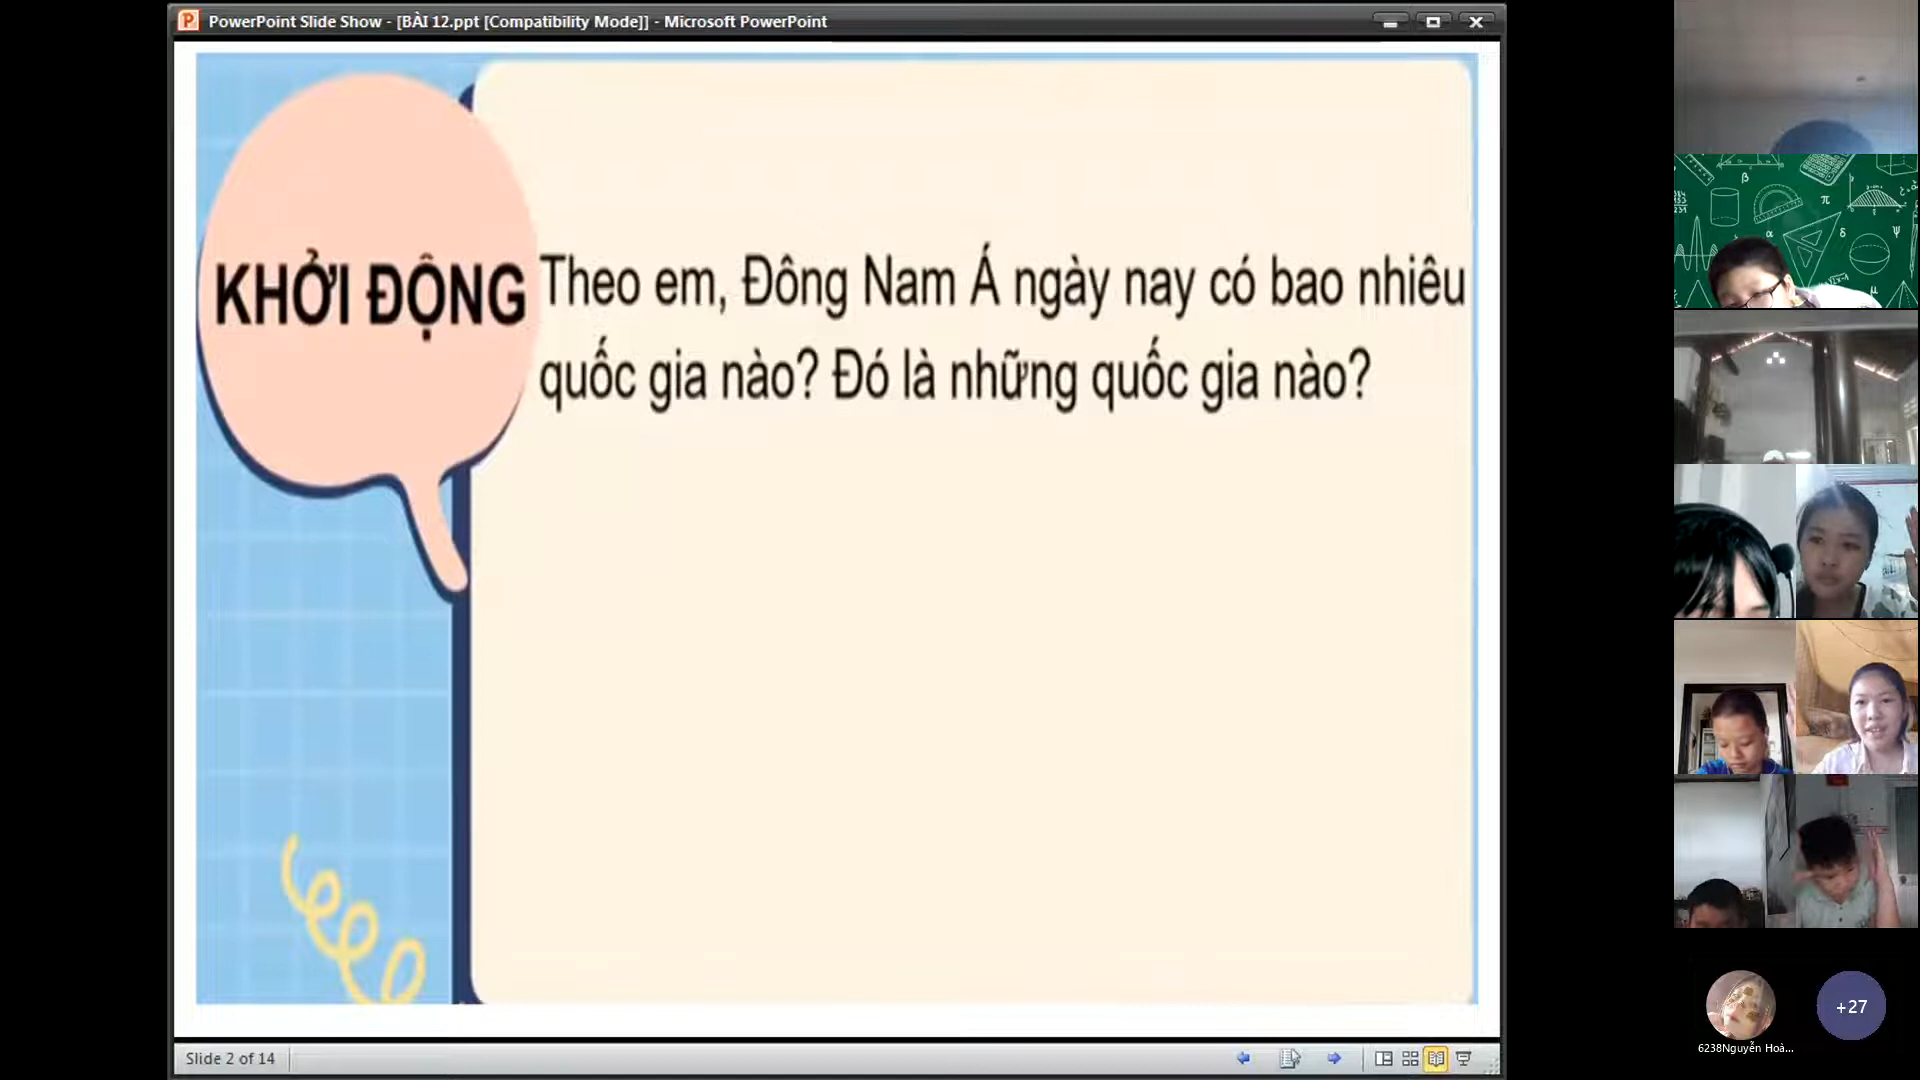 PowerPoint Slide Show - [BÀI 12.ppt [Compatibility Mode]] - Microsoft PowerPoint
KHỞI ĐỘNG
Theo em, Đông Nam Á ngày nay có bao nhiêu
quốc gia nào? Đó là những quốc gia nào?
Slide 2 of 14
+27
6238Nguyễn Hoà...